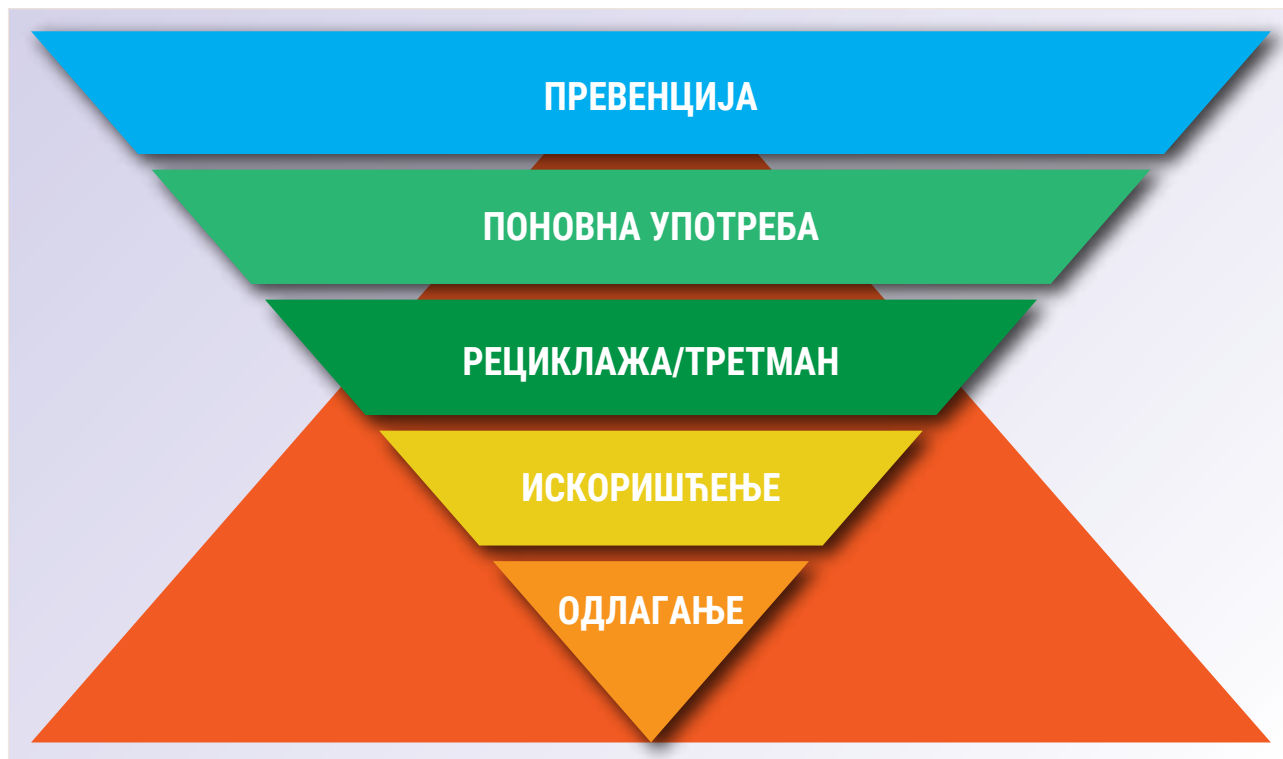 ПРЕВЕНЦИЈА
ПОНОВНА УПОТРЕБА
РЕЦИКЛАЖА/ТРЕТМАН
ИСКОРИШЋЕЊЕ
ОДЛАГАЊЕ